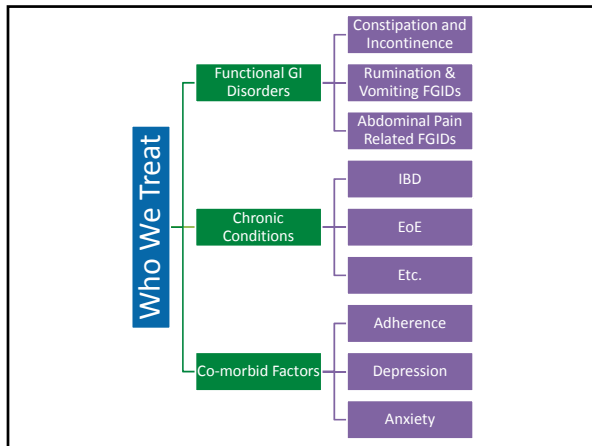 Who We Treat
Functional GI
Disorders
Constipation and
Incontinence
Rumination &
Vomiting FGIDs
Abdominal Pain
Related FGIDs
Chronic
Conditions
IBD
EoE
Etc.
Co-morbid Factors
Adherence
Depression
Anxiety